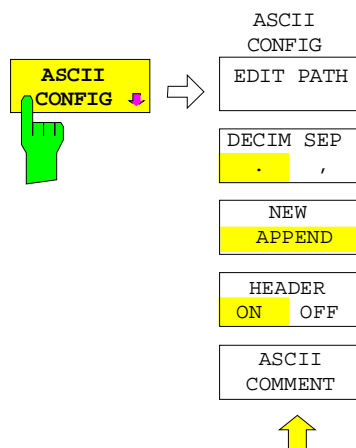 ASCII
CONFIG
ASCII
CONFIG
EDIT PATH
DECIM SEP
. ,
NEW
APPEND
HEADER
ON OFF
ASCII
COMMENT